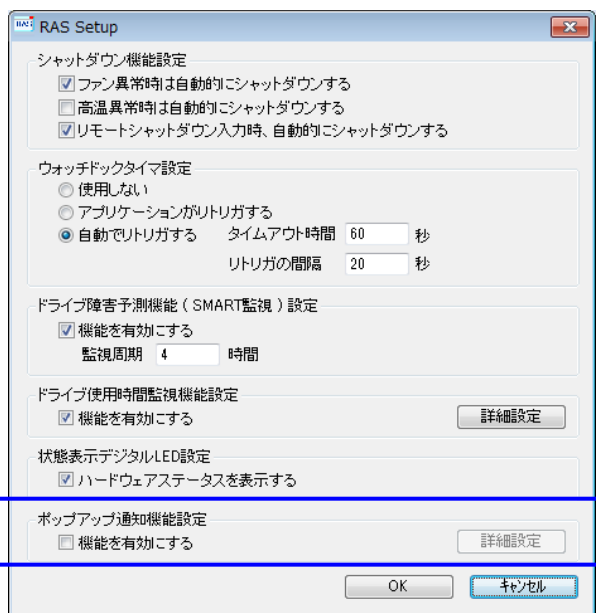 RAS RAS Setup
シャットダウン機能設定
ファン異常時は自動的にシャットダウンする
高温異常時は自動的にシャットダウンする
リモートシャットダウン入力時、自動的にシャットダウンする
ウォッチドックタイマ設定
使用しない
アプリケーションがリトリガする
自動でリトリガする タイムアウト時間 60 秒
リトリガの間隔 20 秒
ドライブ障害予測機能 ( SMART監視 ) 設定
機能を有効にする
監視周期 4 時間
ドライブ使用時間監視機能設定
機能を有効にする 詳細設定
状態表示デジタルLED設定
ハードウェアステータスを表示する
ポップアップ通知機能設定
機能を有効にする 詳細設定
OK キャンセル